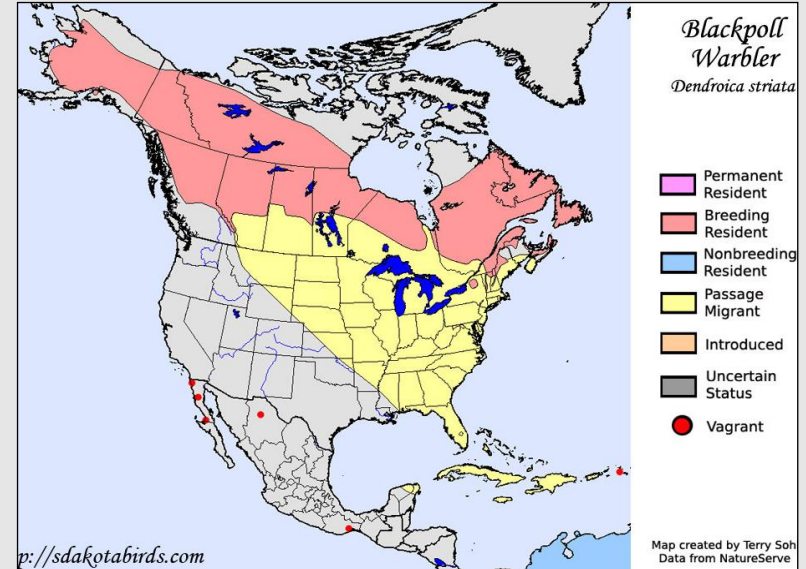 Blackpoll
Warbler
Dendroica striata
Permanent
Resident
Breeding
Resident
Nonbreeding
Resident
Passage
Migrant
Introduced
Uncertain
Status
Vagrant
p://sdakotabirds.com
Map created by Terry Soh
Data from NatureServe